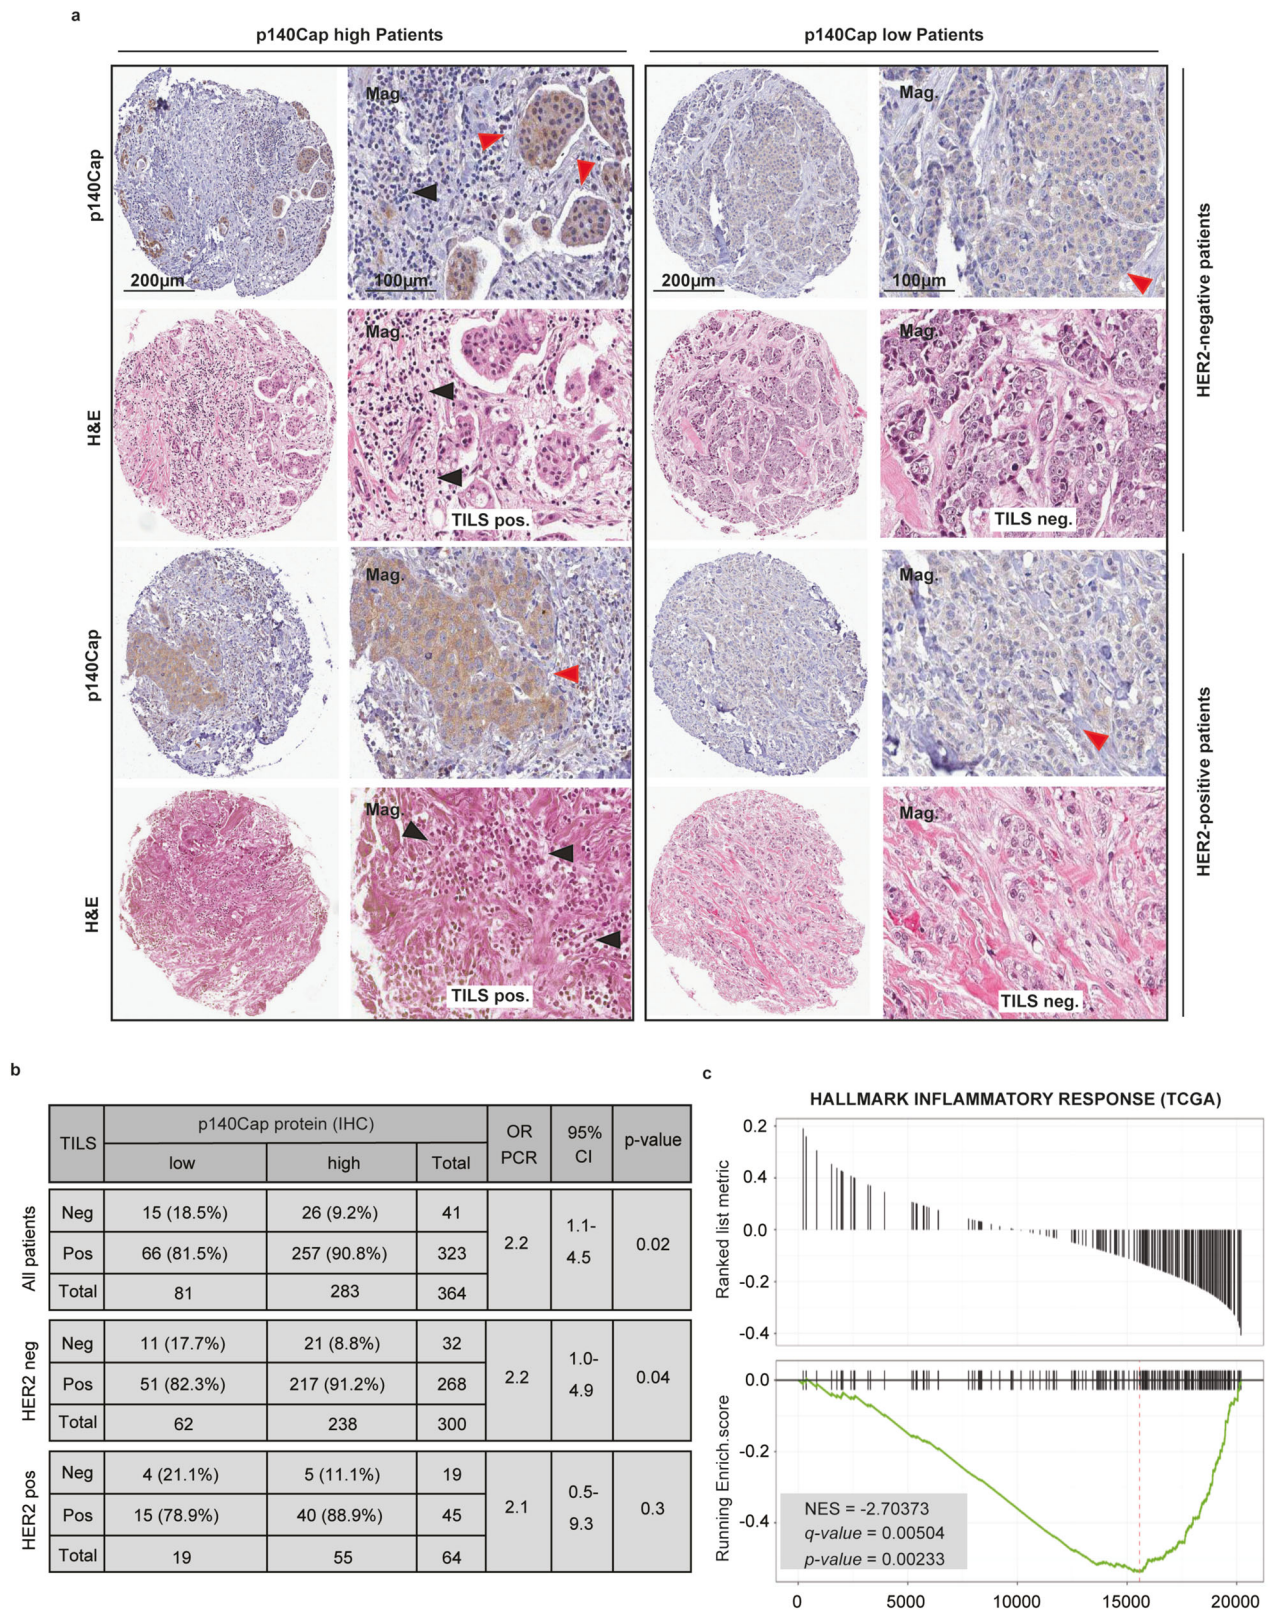 a
p140Cap high Patients
p140Cap low Patients
p140Cap
Mag.
200µm
100µm
Mag.
200µm
100µm
HER2-negative patients
H&E
Mag.
TILS pos.
Mag.
TILS neg.
p140Cap
Mag.
Mag.
HER2-positive patients
H&E
Mag.
TILS pos.
Mag.
TILS neg.
b
TILS p140Cap protein (IHC) OR PCR 95% CI p-value
low high Total
All patients
Neg 15 (18.5%) 26 (9.2%) 41
Pos 66 (81.5%) 257 (90.8%) 323
Total 81 283 364
2.2 1.1-4.5 0.02
HER2 neg
Neg 11 (17.7%) 21 (8.8%) 32
Pos 51 (82.3%) 217 (91.2%) 268
Total 62 238 300
2.2 1.0-4.9 0.04
HER2 pos
Neg 4 (21.1%) 5 (11.1%) 19
Pos 15 (78.9%) 40 (88.9%) 45
Total 19 55 64
2.1 0.5-9.3 0.3
c
HALLMARK INFLAMMATORY RESPONSE (TCGA)
Ranked list metric
0.2
0.4
0.0
-0.2
-0.4
Running Enrich.score
0.0
-0.2
-0.4
NES = -2.70373
q-value = 0.00504
p-value = 0.00233
0 5000 10000 15000 20000